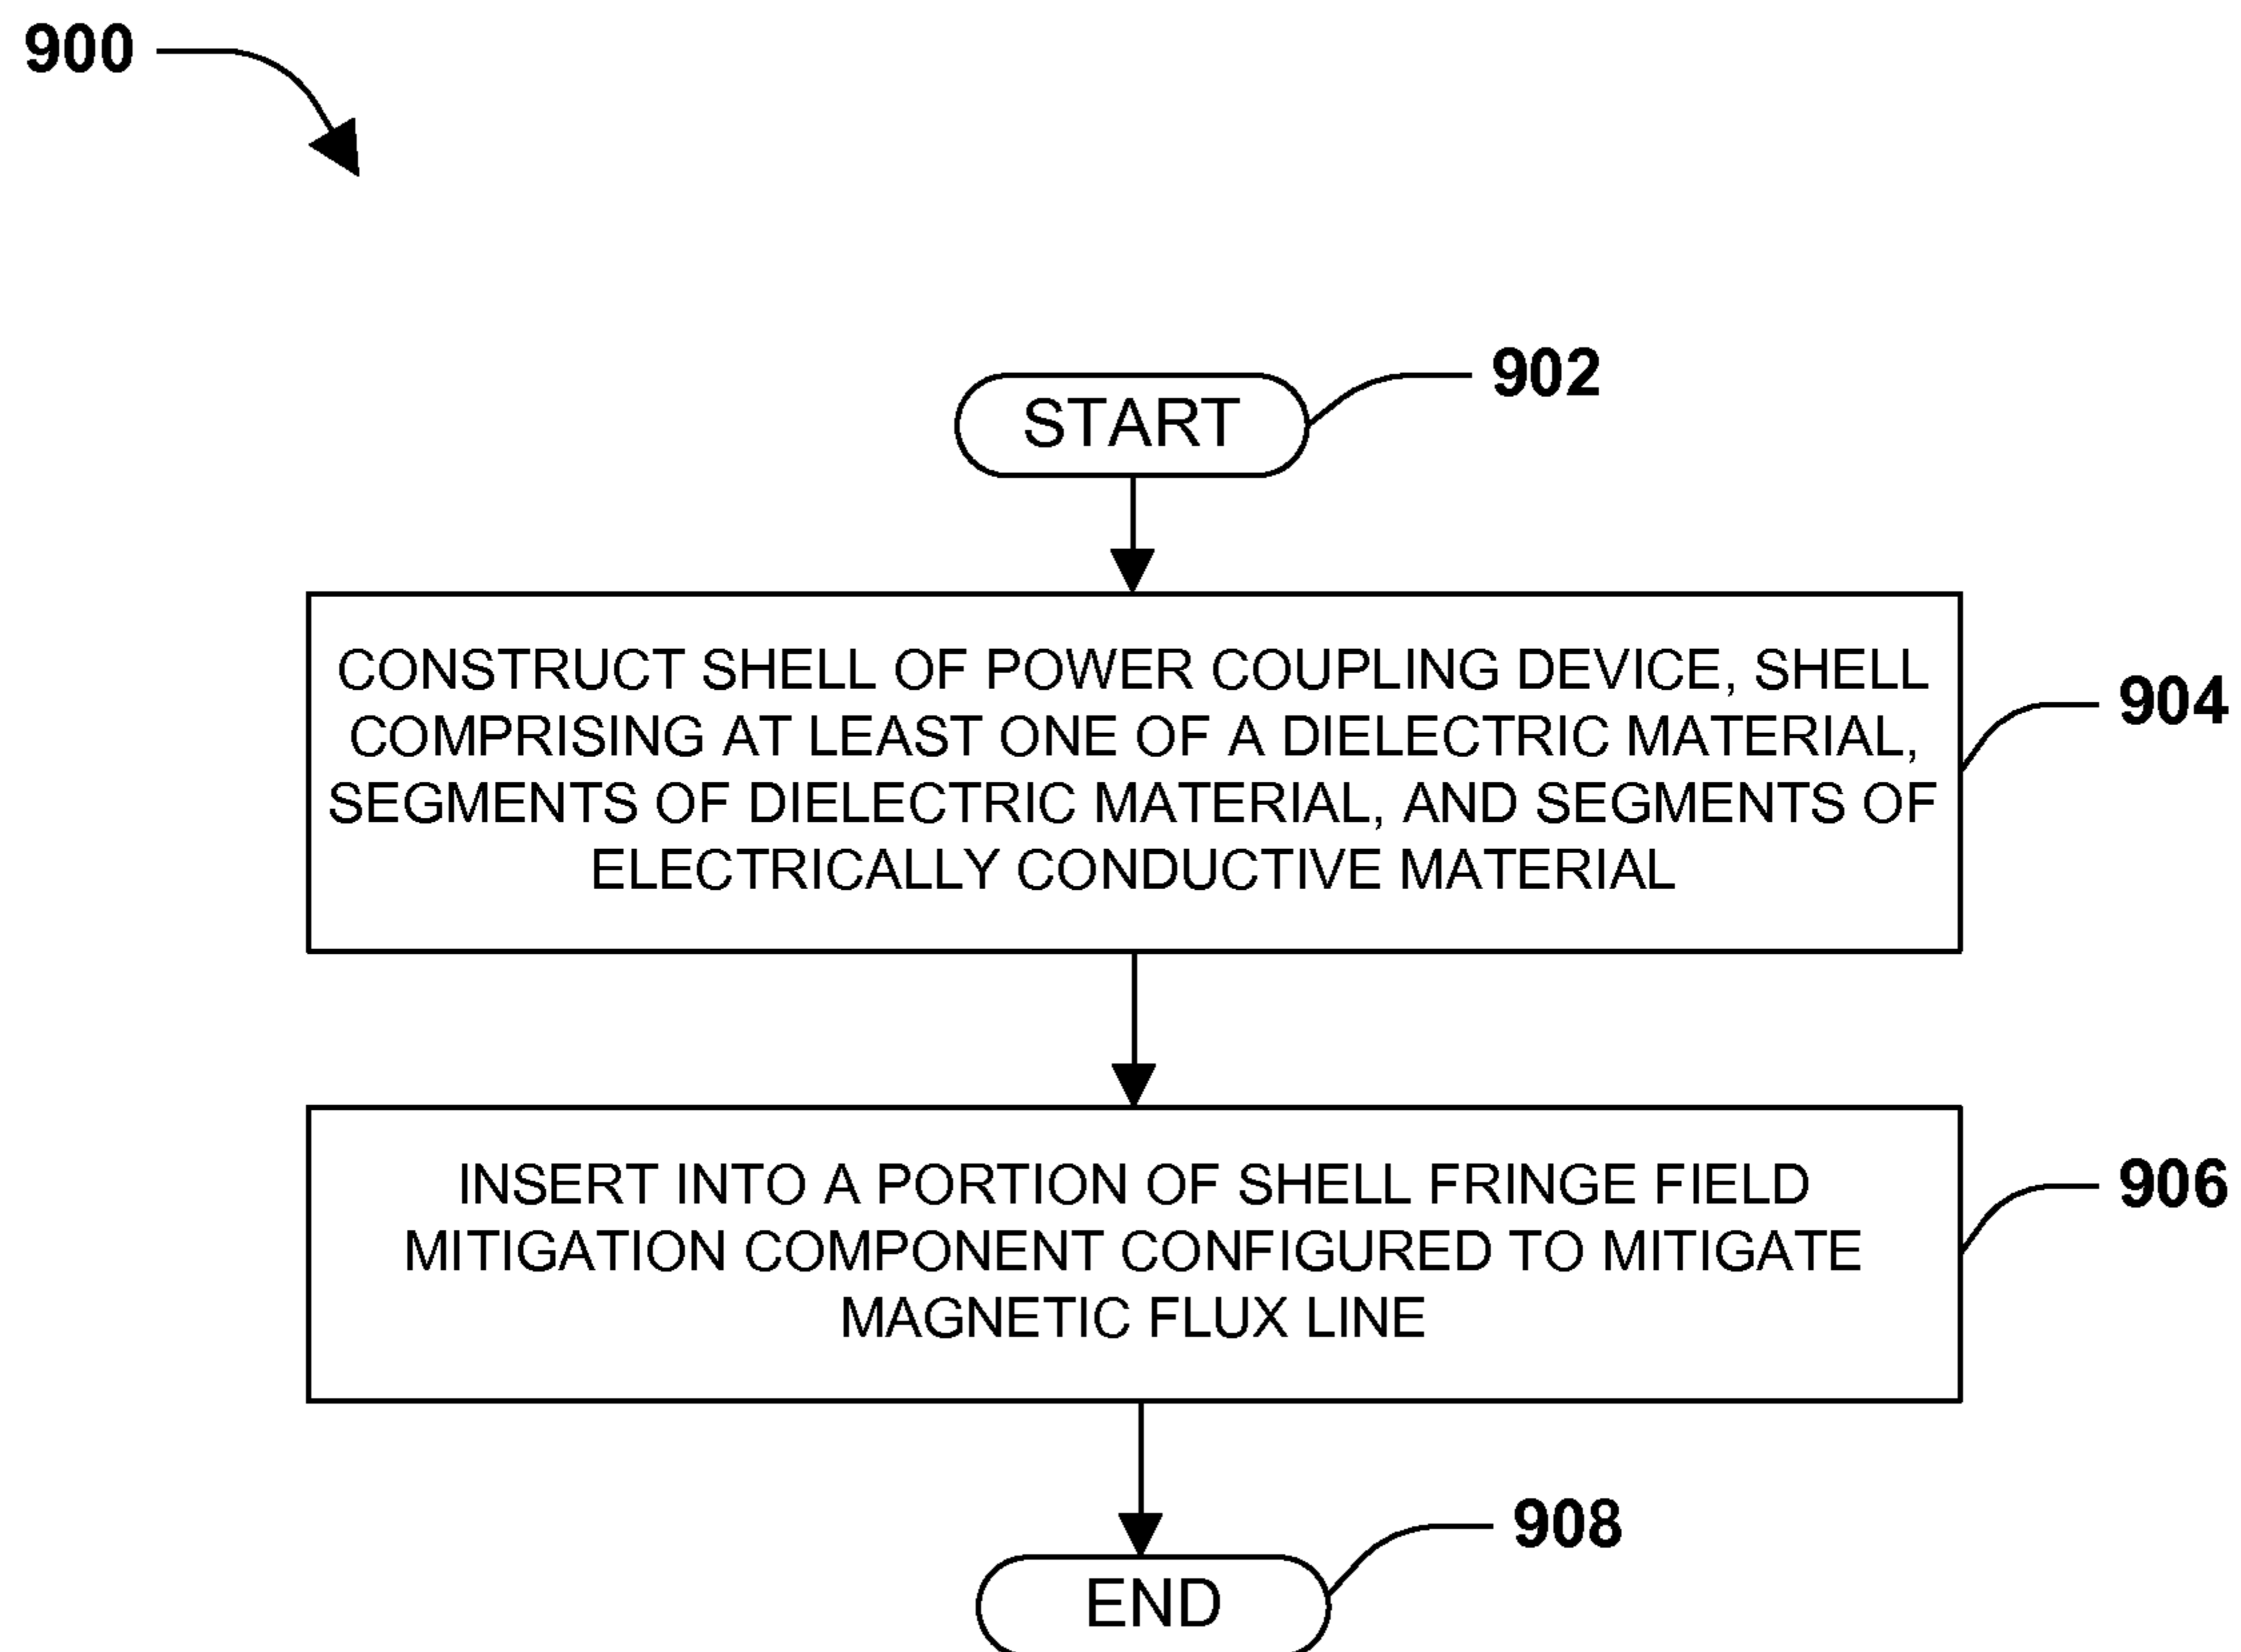 900
902
START
CONSTRUCT SHELL OF POWER COUPLING DEVICE, SHELL
COMPRISING AT LEAST ONE OF A DIELECTRIC MATERIAL,
SEGMENTS OF DIELECTRIC MATERIAL, AND SEGMENTS OF
ELECTRICALLY CONDUCTIVE MATERIAL
904
INSERT INTO A PORTION OF SHELL FRINGE FIELD
MITIGATION COMPONENT CONFIGURED TO MITIGATE
MAGNETIC FLUX LINE
906
908
END